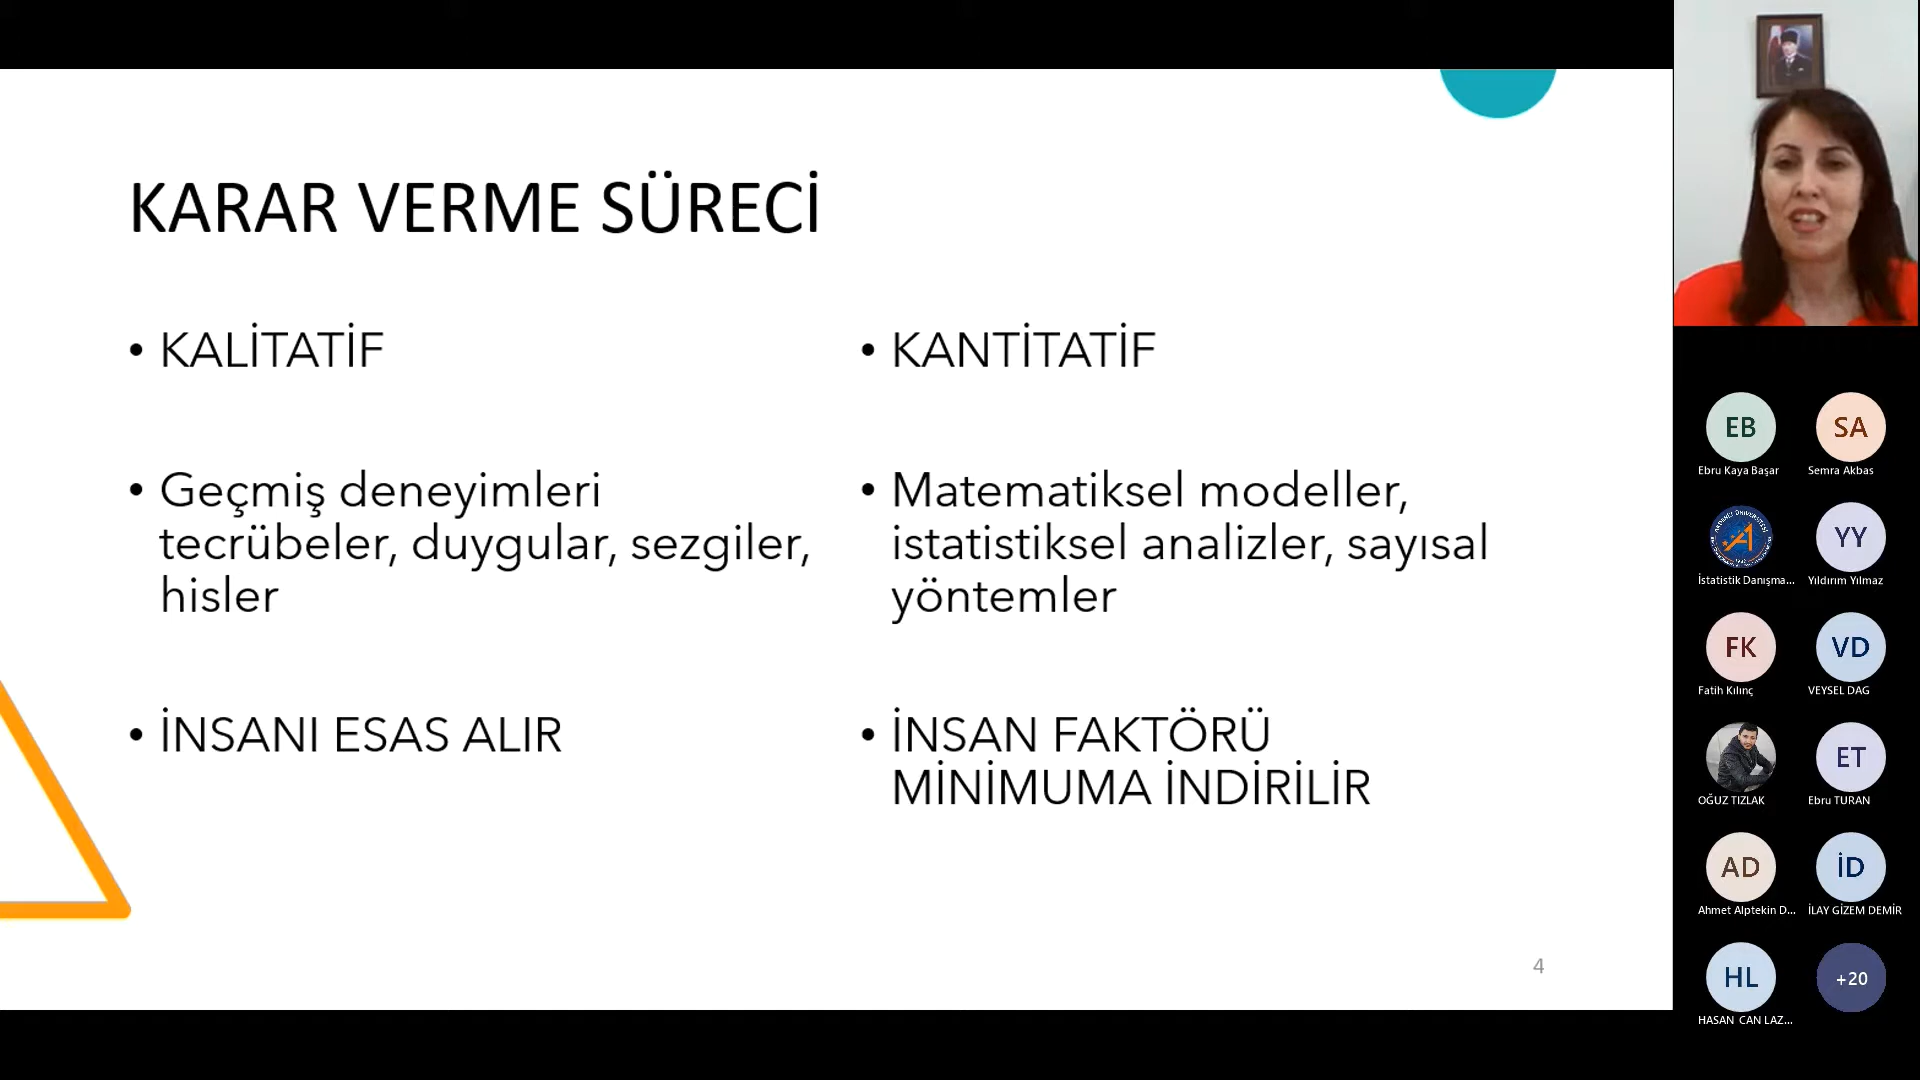 KARAR VERME SÜRECİ
• KALİTATİF
• Geçmiş deneyimleri
tecrübeler, duygular, sezgiler,
hisler
• İNSANI ESAS ALIR
• KANTİTATİF
• Matematiksel modeller,
istatistiksel analizler, sayısal
yöntemler
• İNSAN FAKTÖRÜ
MİNİMUMA İNDİRİLİR
4
EB
Ebru Kaya Başar
SA
Semra Akbas
İstatistik Danışma...
YY
Yıldırım Yılmaz
FK
Fatih Kılınç
VD
VEYSEL DAG
OĞUZ TIZLAK
ET
Ebru TURAN
AD
Ahmet Alptekin D...
İD
İLAY GİZEM DEMİR
HL
HASAN CAN LAZ...
+20